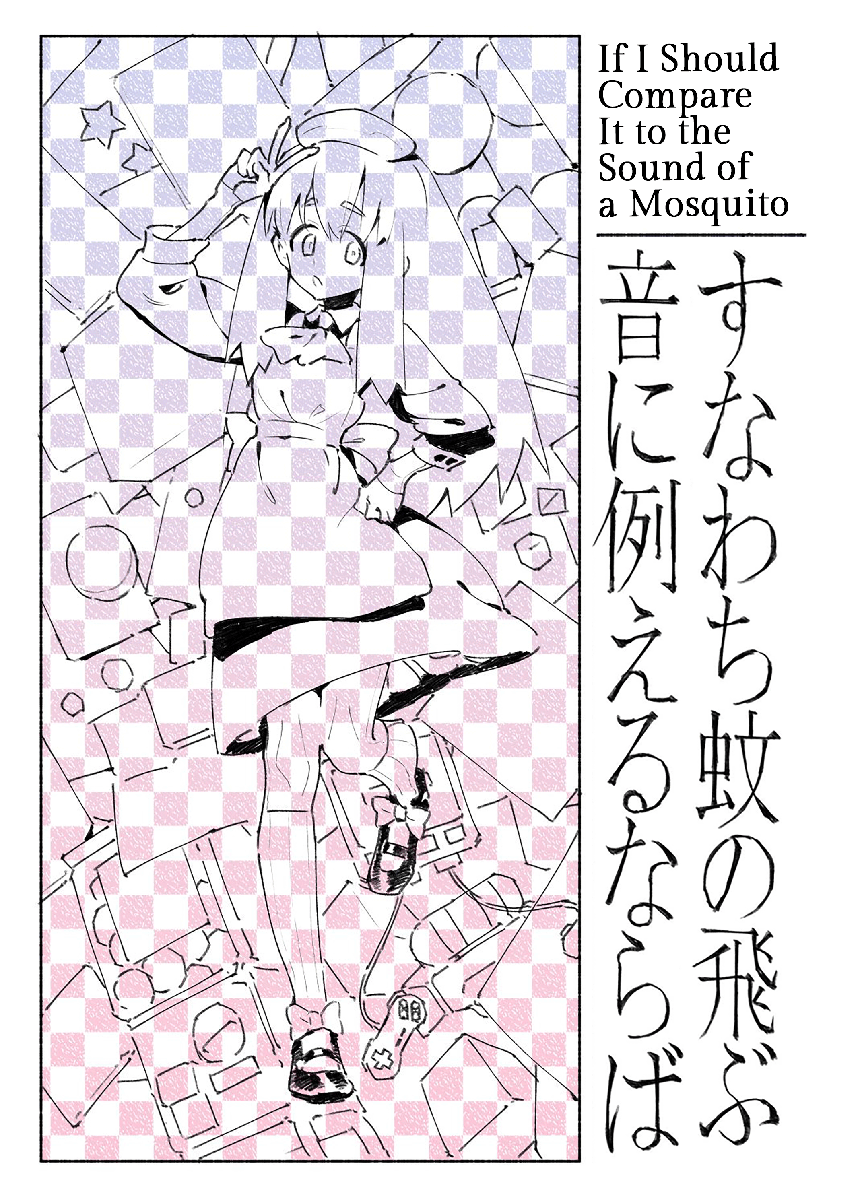 If I Should
Compare
It to the
Sound of
a Mosquito
すなわち蚊の飛ぶ
音に例えるならば